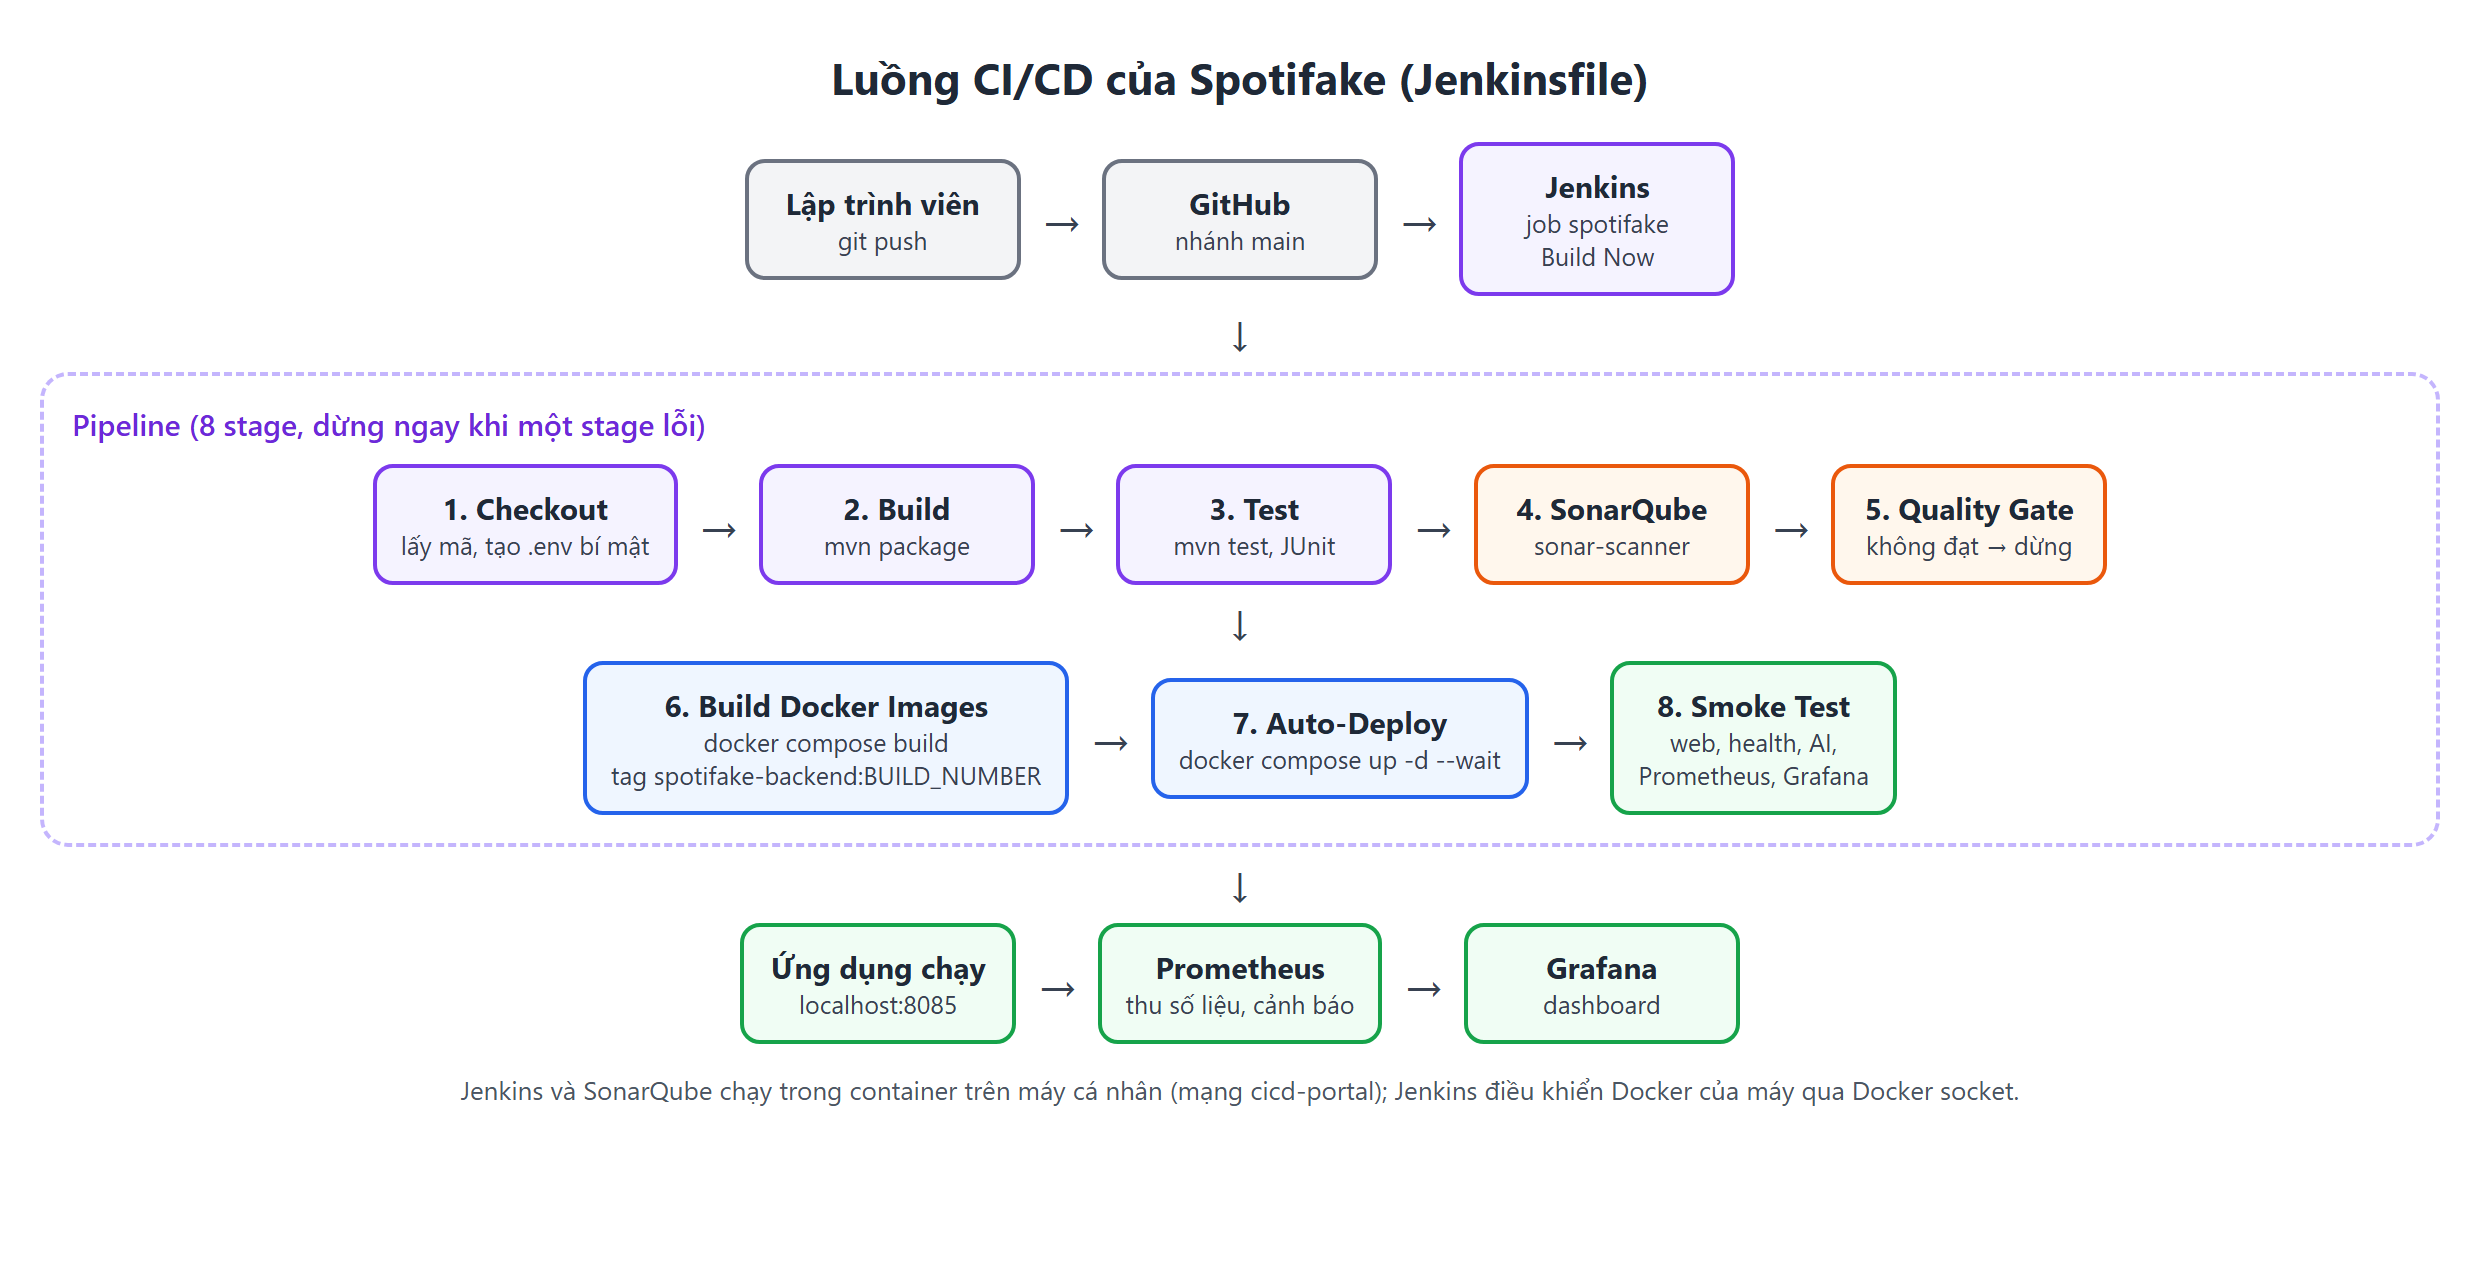 Luồng CI/CD của Spotifake (Jenkinsfile)
Lập trình viên
git push
→
GitHub
nhánh main
→
Jenkins
job spotifake
Build Now
↓
Pipeline (8 stage, dừng ngay khi một stage lỗi)
1. Checkout
lấy mã, tạo .env bí mật
→
2. Build
mvn package
→
3. Test
mvn test, JUnit
→
4. SonarQube
sonar-scanner
→
5. Quality Gate
không đạt → dừng
↓
6. Build Docker Images
docker compose build
tag spotifake-backend:BUILD_NUMBER
→
7. Auto-Deploy
docker compose up -d --wait
→
8. Smoke Test
web, health, AI,
Prometheus, Grafana
↓
Ứng dụng chạy
localhost:8085
→
Prometheus
thu số liệu, cảnh báo
→
Grafana
dashboard
Jenkins và SonarQube chạy trong container trên máy cá nhân (mạng cicd-portal); Jenkins điều khiển Docker của máy qua Docker socket.